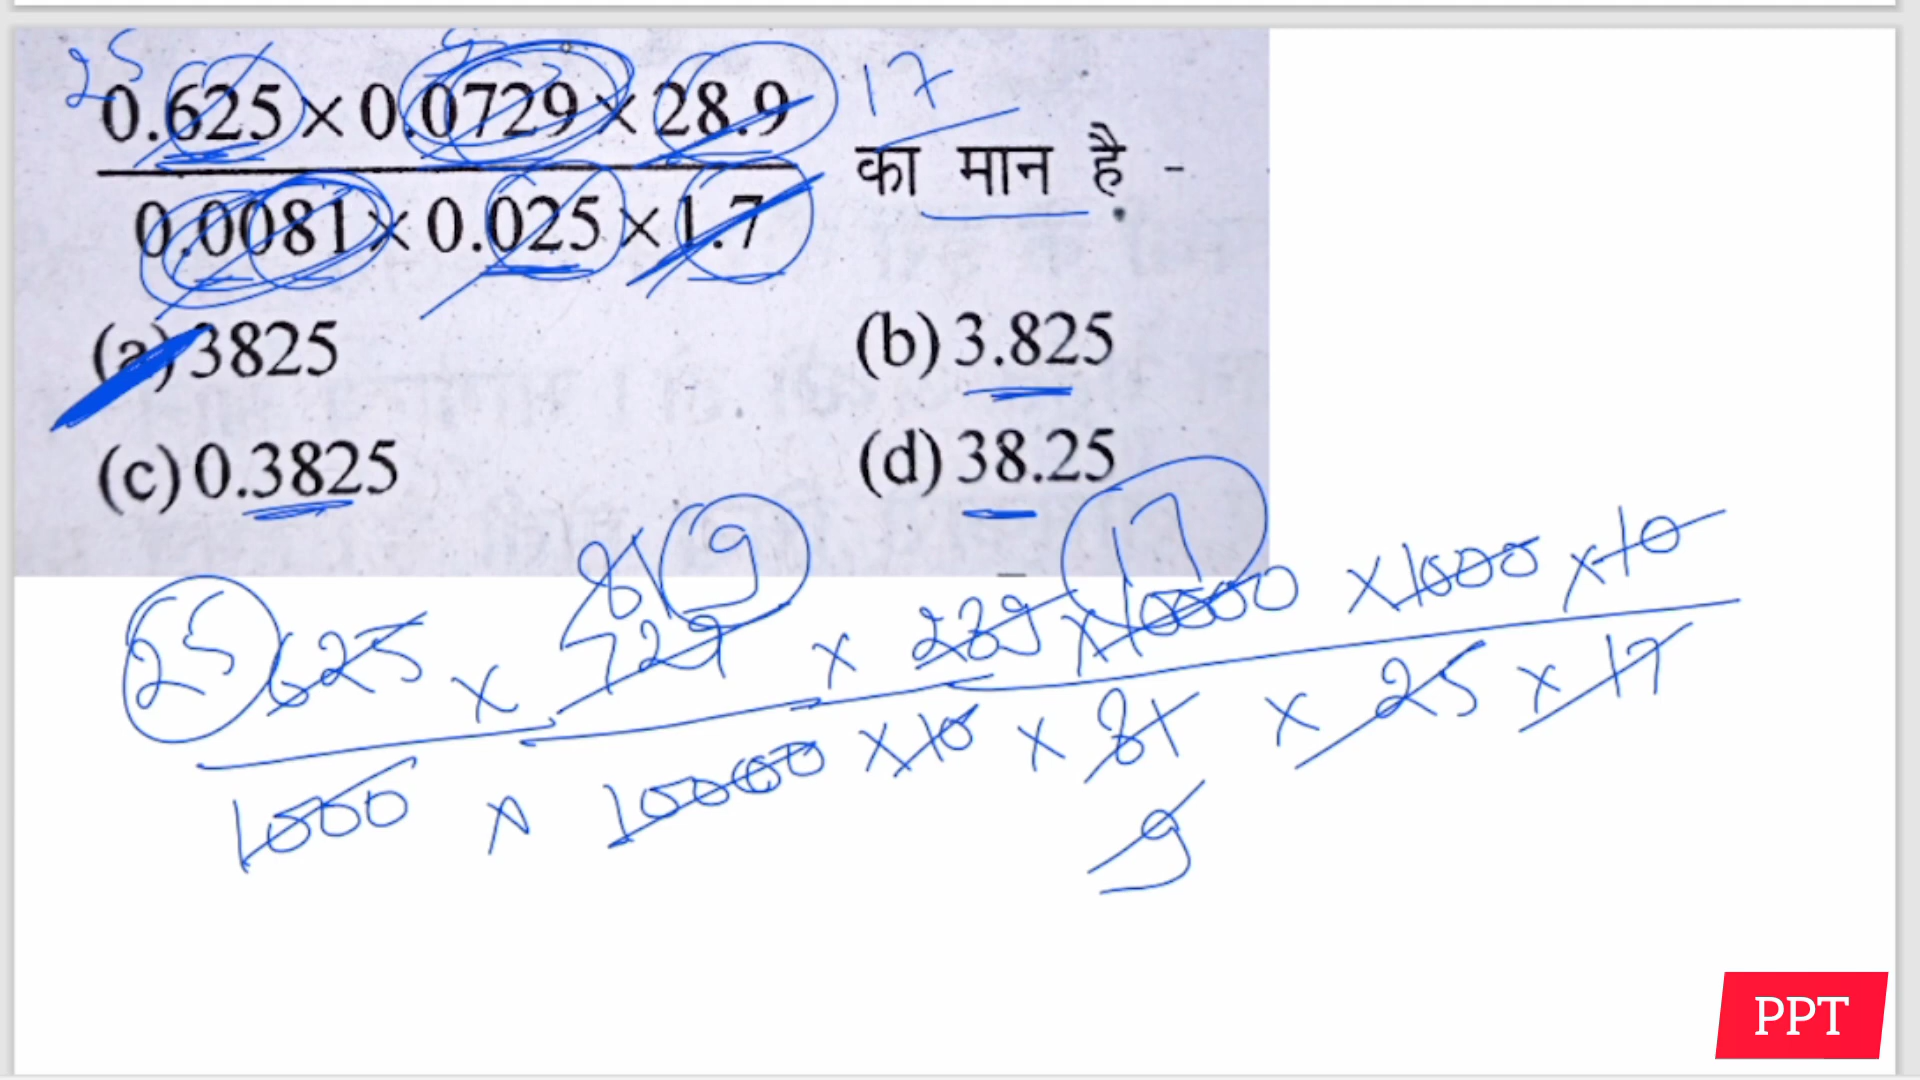 25 17
0.625×0.0729×28.9
0.0081×0.025×1.7
का मान है -
(a) 3825 (b) 3.825
(c) 0.3825 (d) 38.25
81 9 17
25 625 × 729 × 289 × 10000 × 1000 × 10
1000 × 10000 × 10 × 81 × 25 × 17
9
PPT